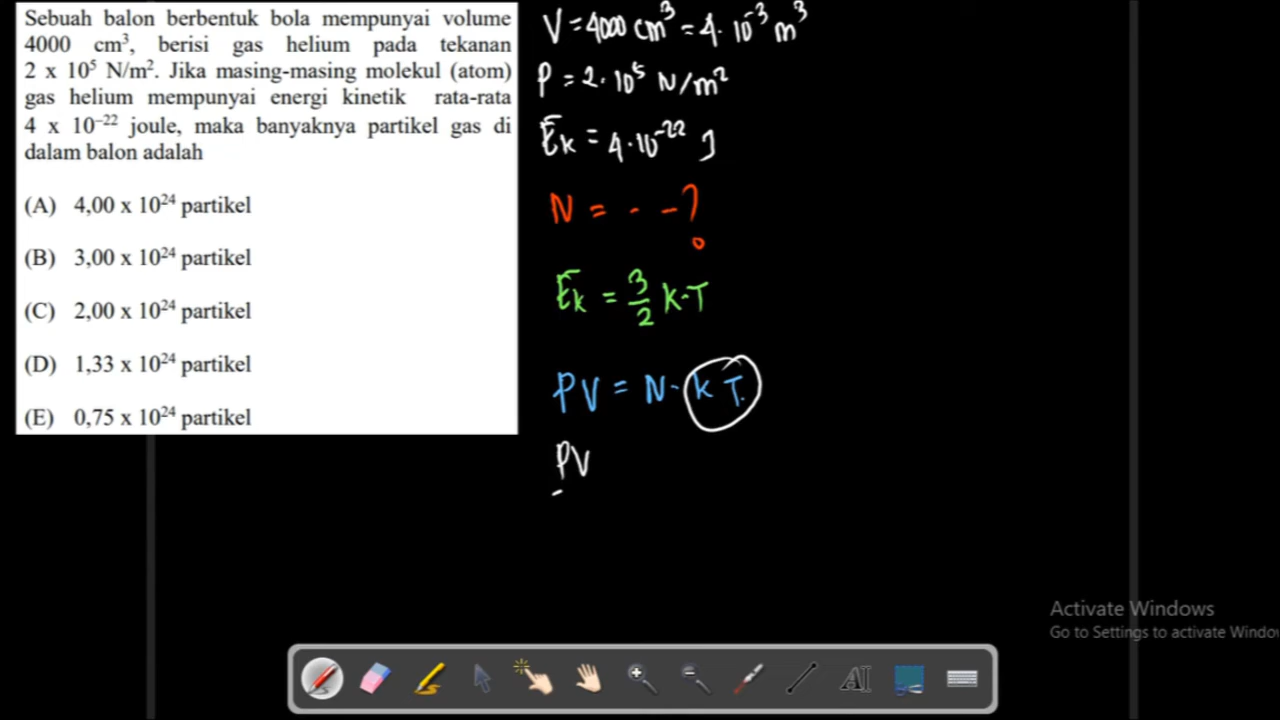 Sebuah balon berbentuk bola mempunyai volume
4000 cm³, berisi gas helium pada tekanan
2 x 10⁵ N/m². Jika masing-masing molekul (atom)
gas helium mempunyai energi kinetik rata-rata
4 x 10⁻²² joule, maka banyaknya partikel gas di
dalam balon adalah
(A) 4,00 x 10²⁴ partikel
(B) 3,00 x 10²⁴ partikel
(C) 2,00 x 10²⁴ partikel
(D) 1,33 x 10²⁴ partikel
(E) 0,75 x 10²⁴ partikel
V = 4000 cm³ = 4 · 10⁻³ m³
P = 2 · 10⁵ N/m²
Ēk = 4 · 10⁻²² J
N = - - ?
Ēk = 3/2 k · T
PV = N · k T
PV
Activate Windows
Go to Settings to activate Windo